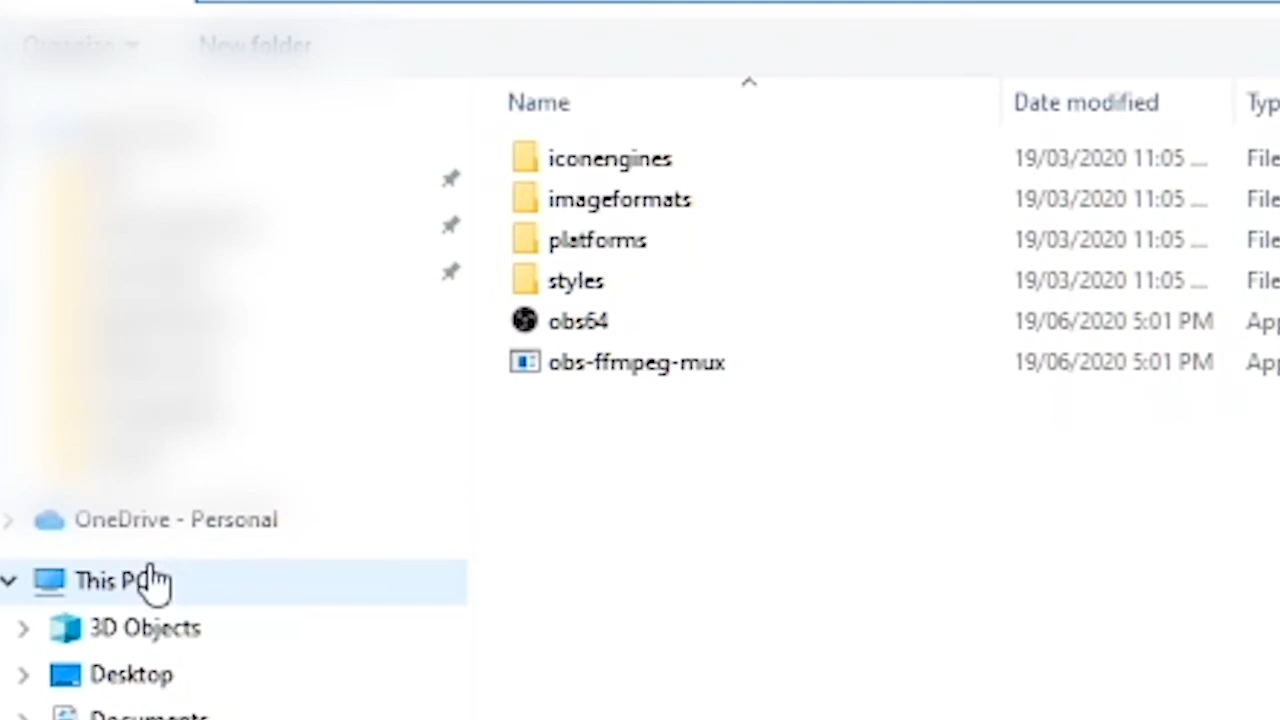 Organize New folder
Name Date modified Typ
iconengines 19/03/2020 11:05 ... File
imageformats 19/03/2020 11:05 ... File
platforms 19/03/2020 11:05 ... File
styles 19/03/2020 11:05 ... File
obs64 19/06/2020 5:01 PM App
obs-ffmpeg-mux 19/06/2020 5:01 PM App
OneDrive - Personal
This PC
3D Objects
Desktop
Documents